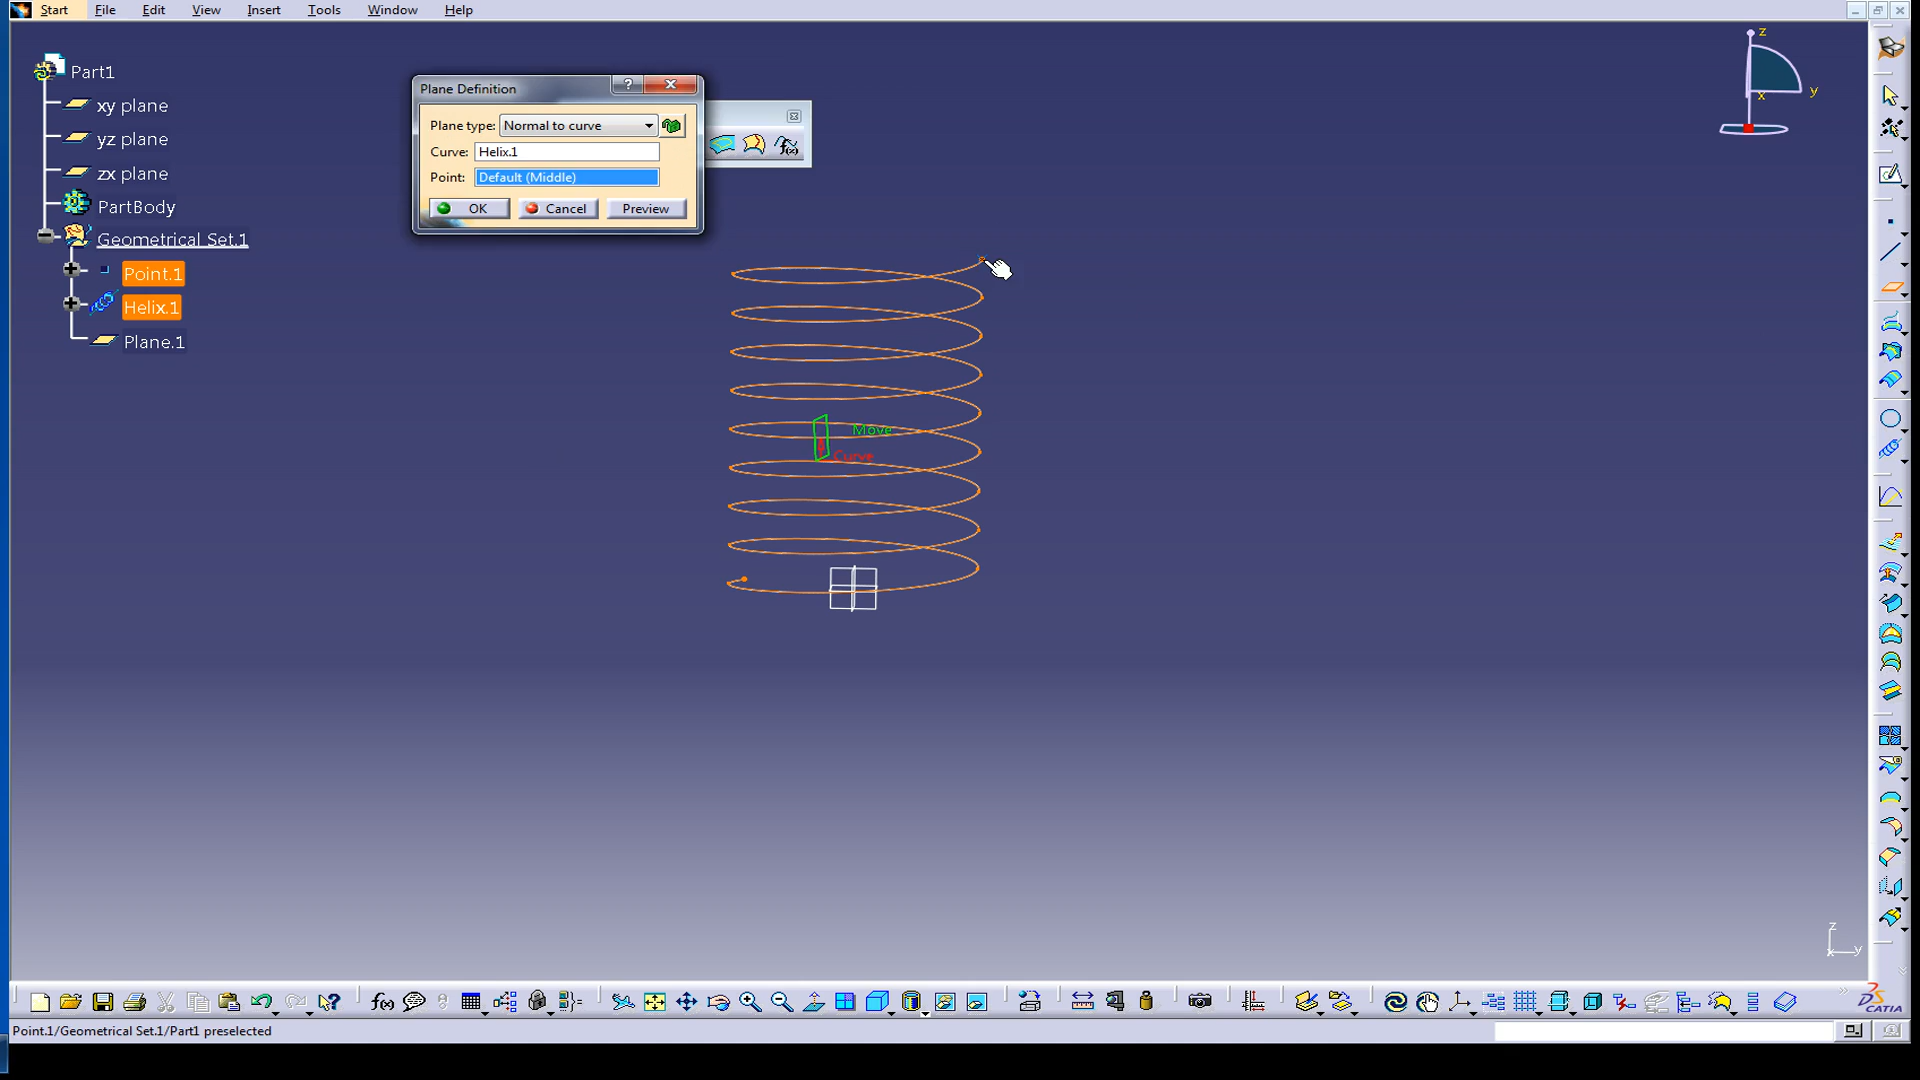 Start File Edit View Insert Tools Window Help
Part1
xy plane
yz plane
zx plane
PartBody
Geometrical Set.1
Point.1
Helix.1
Plane.1
Plane Definition
?
Plane type: Normal to curve
Curve: Helix.1
Point: Default (Middle)
OK Cancel Preview
f(x)
Move
Curve
z
y
x
z
x y
f(x)
CATIA
Point.1/Geometrical Set.1/Part1 preselected